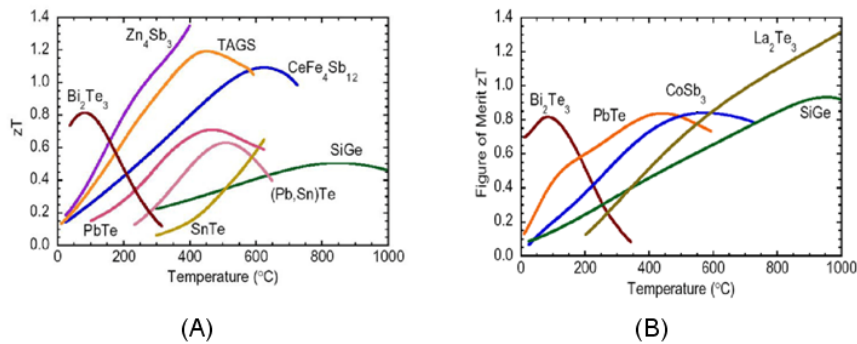 1.4
1.2
1.0
0.8
0.6
0.4
0.2
0.0
zT
Zn₄Sb₃
TAGS
CeFe₄Sb₁₂
Bi₂Te₃
SiGe
(Pb,Sn)Te
PbTe
SnTe
0 200 400 600 800 1000
Temperature (°C)
(A)
1.4
1.2
1.0
0.8
0.6
0.4
0.2
0.0
Figure of Merit zT
La₂Te₃
CoSb₃
Bi₂Te₃
PbTe
SiGe
0 200 400 600 800 1000
Temperature (°C)
(B)